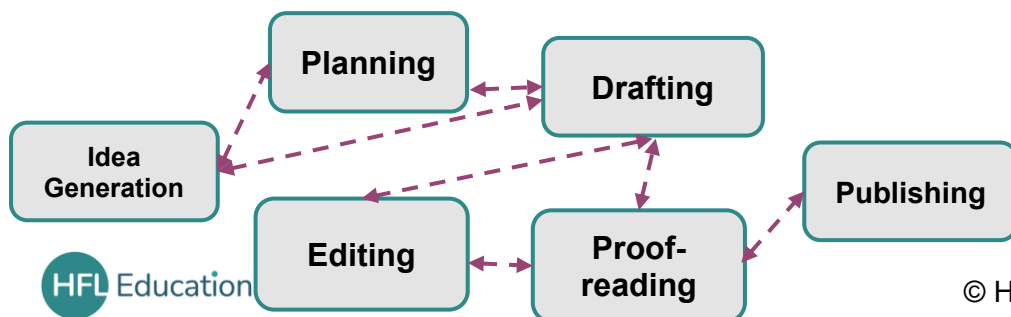 Planning
Drafting
Idea
Generation
Publishing
Editing
Proof-
reading
HFL Education
© H